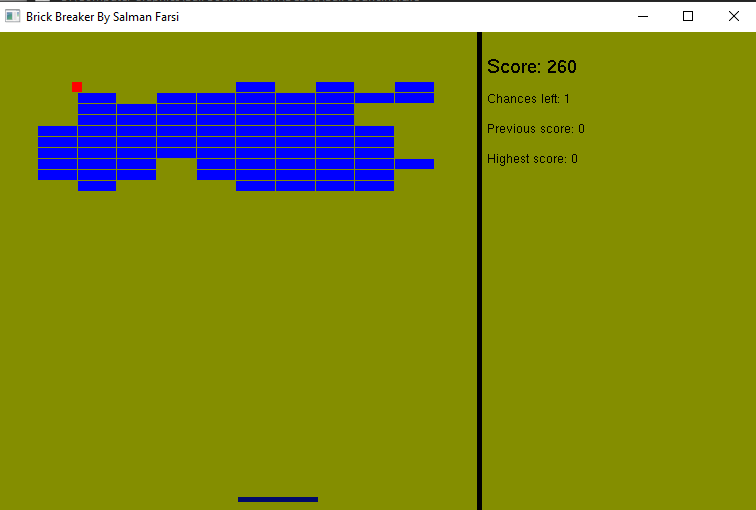 Brick Breaker By Salman Farsi
Score: 260
Chances left: 1
Previous score: 0
Highest score: 0